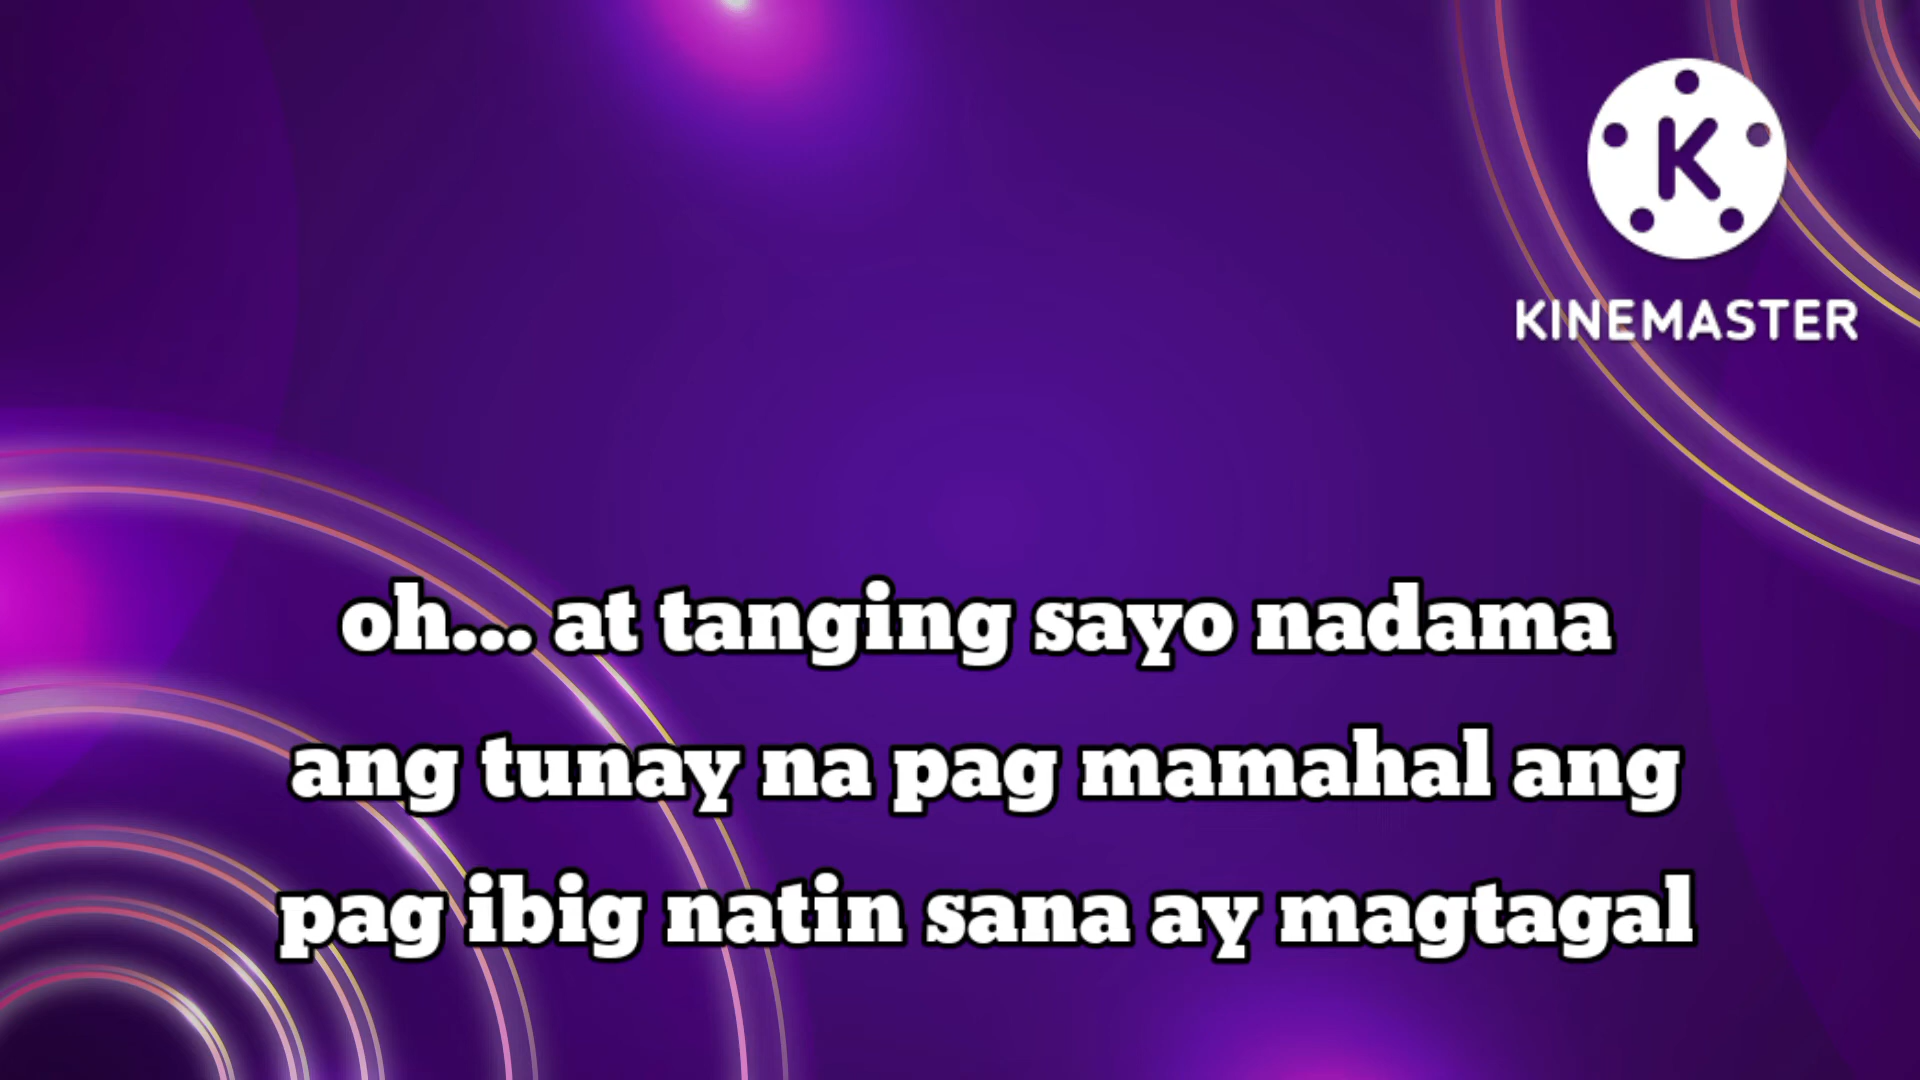 K
KINEMASTER
oh... at tanging sayo nadama
ang tunay na pag mamahal ang
pag ibig natin sana ay magtagal